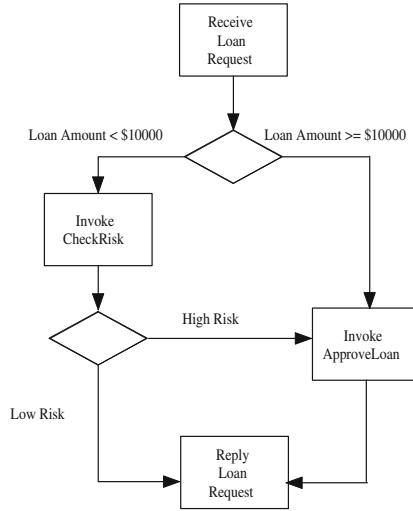 Receive
Loan
Request
Loan Amount < $10000
Loan Amount >= $10000
Invoke
CheckRisk
High Risk
Invoke
ApproveLoan
Low Risk
Reply
Loan
Request